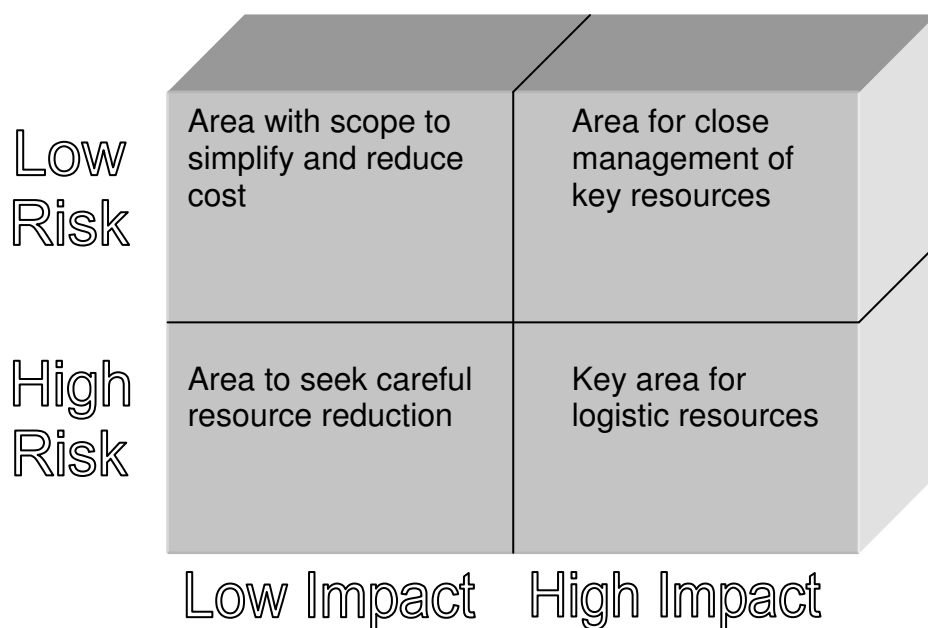 Low
Risk
Area with scope to
simplify and reduce
cost
Area for close
management of
key resources
High
Risk
Area to seek careful
resource reduction
Key area for
logistic resources
Low Impact
High Impact